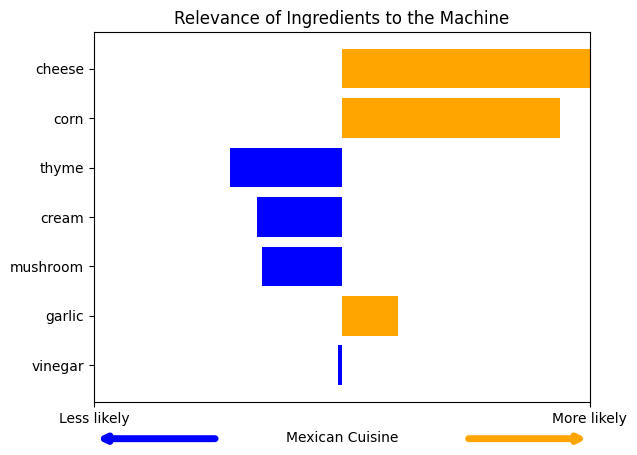 Relevance of Ingredients to the Machine
cheese
corn
thyme
cream
mushroom
garlic
vinegar
Less likely
More likely
Mexican Cuisine